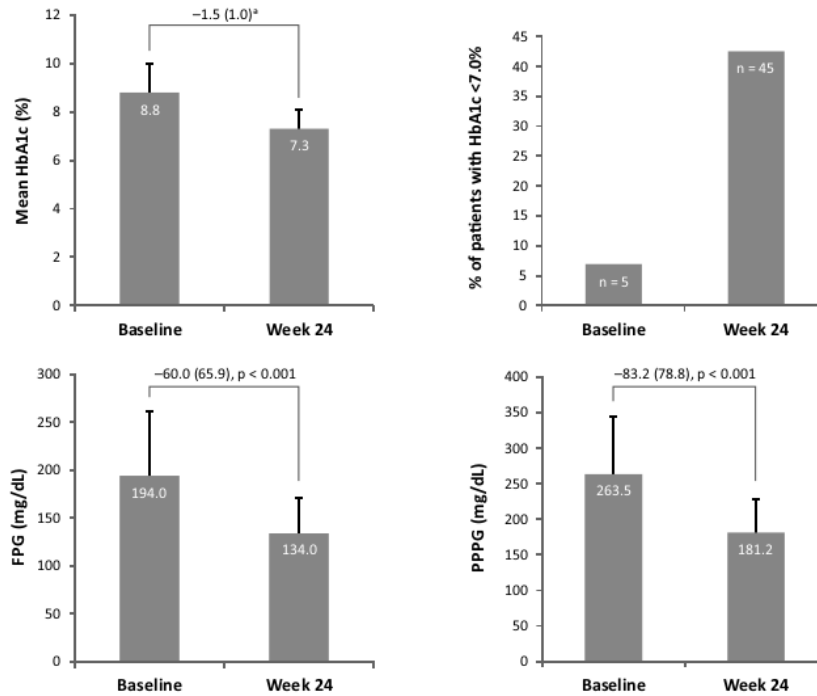 Mean HbA1c (%)
12
10
8
6
4
2
0
–1.5 (1.0)ᵃ
8.8
7.3
Baseline
Week 24
% of patients with HbA1c <7.0%
45
40
35
30
25
20
15
10
5
0
n = 5
n = 45
Baseline
Week 24
FPG (mg/dL)
300
250
200
150
100
50
0
–60.0 (65.9), p < 0.001
194.0
134.0
Baseline
Week 24
PPPG (mg/dL)
400
350
300
250
200
150
100
50
0
–83.2 (78.8), p < 0.001
263.5
181.2
Baseline
Week 24